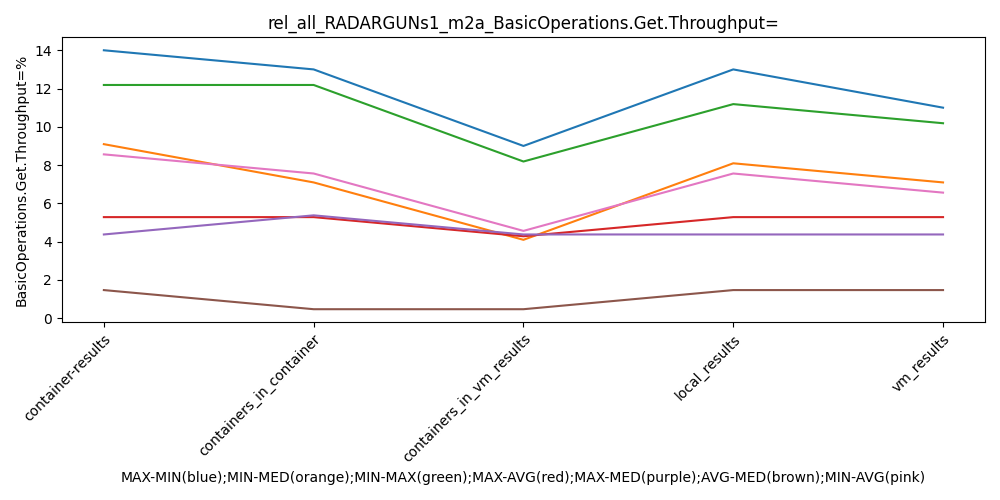 rel_all_RADARGUNs1_m2a_BasicOperations.Get.Throughput=
BasicOperations.Get.Throughput=%
14
12
10
8
6
4
2
0
container-results
containers_in_container
containers_in_vm_results
local_results
vm_results
MAX-MIN(blue);MIN-MED(orange);MIN-MAX(green);MAX-AVG(red);MAX-MED(purple);AVG-MED(brown);MIN-AVG(pink)